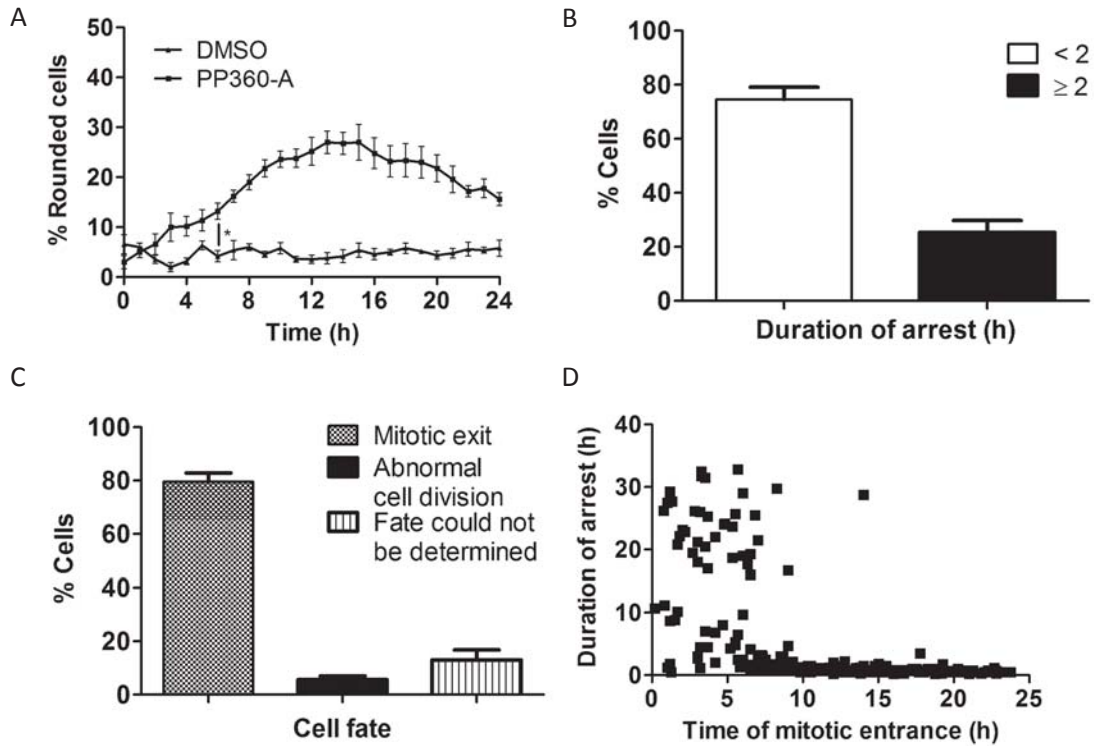 A
50
40
30
20
10
0
% Rounded cells
DMSO
PP360-A
*
0 4 8 12 16 20 24
Time (h)
B
100
80
60
40
20
0
% Cells
< 2
≥ 2
Duration of arrest (h)
C
100
80
60
40
20
0
% Cells
Mitotic exit
Abnormal
cell division
Fate could not
be determined
Cell fate
D
40
30
20
10
0
Duration of arrest (h)
0 5 10 15 20 25
Time of mitotic entrance (h)